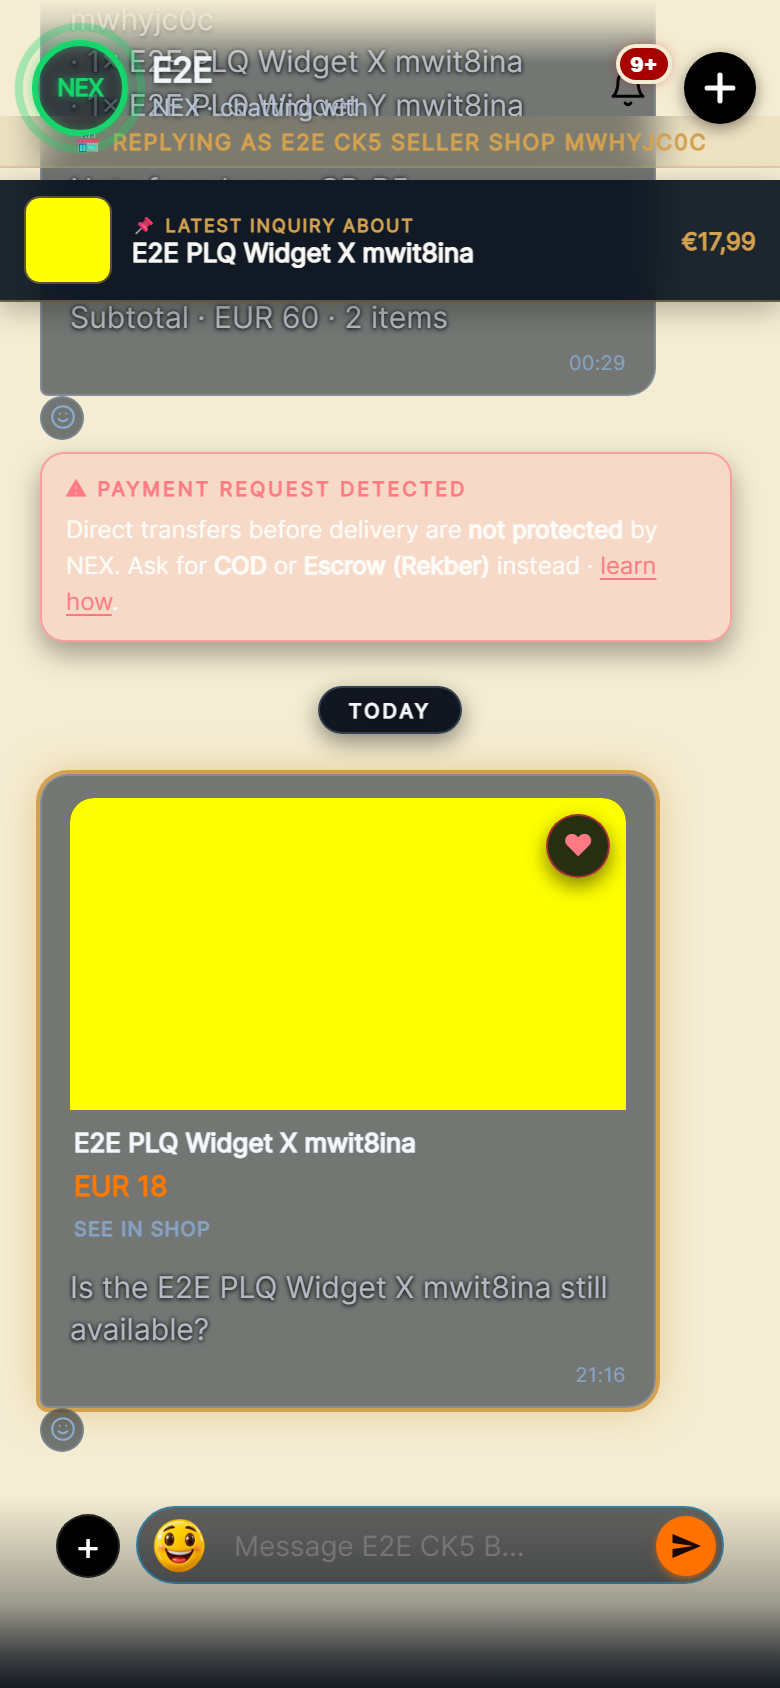 mwhyjc0c
· 1× E2E PLQ Widget X mwit8ina
NEX
E2E
9+
· 1× E2E PLQ Widget Y mwit8ina
NEX · chatting with
REPLYING AS E2E CK5 SELLER SHOP MWHYJC0C
LATEST INQUIRY ABOUT
E2E PLQ Widget X mwit8ina
€17,99
Subtotal · EUR 60 · 2 items
00:29
PAYMENT REQUEST DETECTED
Direct transfers before delivery are not protected by
NEX. Ask for COD or Escrow (Rekber) instead · learn
how.
TODAY
E2E PLQ Widget X mwit8ina
EUR 18
SEE IN SHOP
Is the E2E PLQ Widget X mwit8ina still
available?
21:16
Message E2E CK5 B...